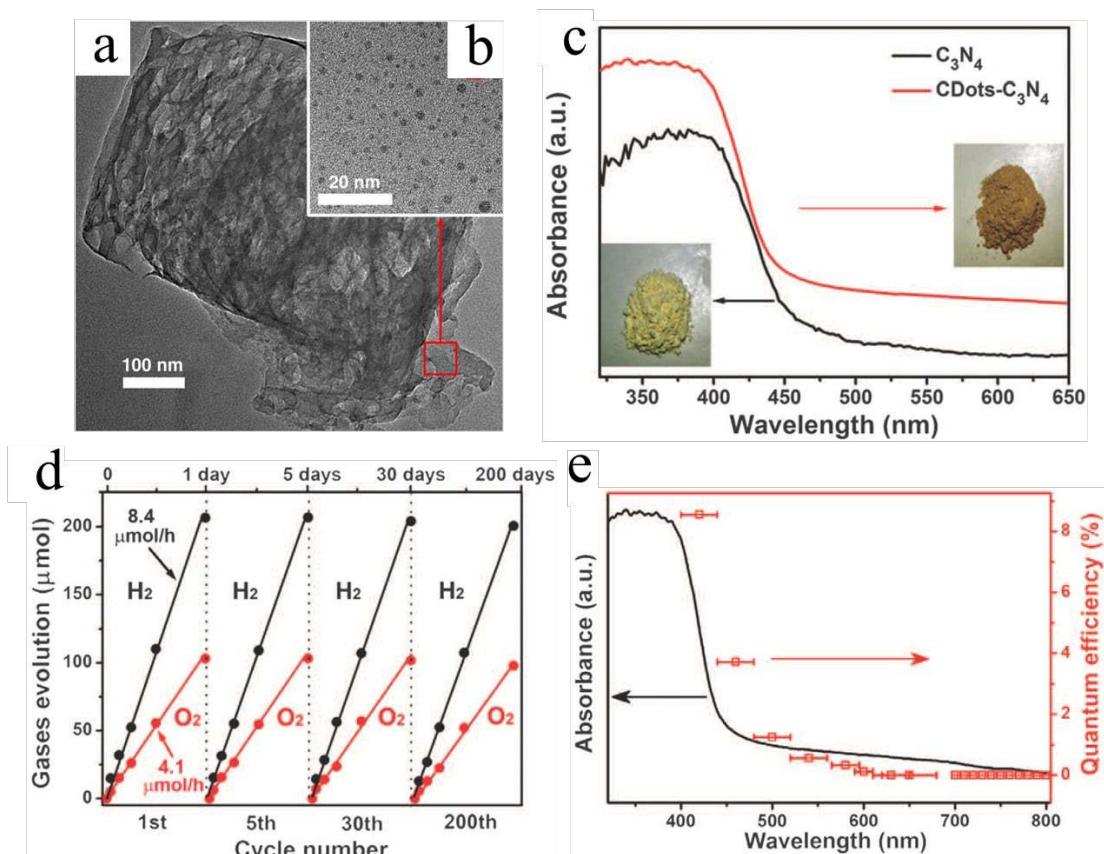 a
b
20 nm
100 nm
c
C₃N₄
CDots-C₃N₄
Absorbance (a.u.)
350 400 450 500 550 600 650
Wavelength (nm)
d
0 1 day 5 days 30 days 200 days
Gases evolution (μmol)
200
150
100
50
0
8.4
μmol/h
H₂ H₂ H₂ H₂
O₂ O₂ O₂ O₂
4.1
μmol/h
1st 5th 30th 200th
Cycle number
e
Absorbance (a.u.)
8
6
4
2
0
Quantum efficiency (%)
400 500 600 700 800
Wavelength (nm)